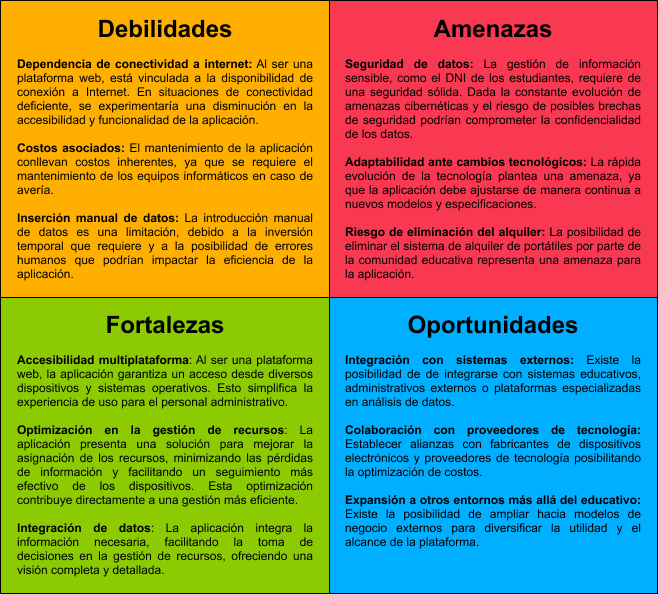 Debilidades
Dependencia de conectividad a internet: Al ser una
plataforma web, está vinculada a la disponibilidad de
conexión a Internet. En situaciones de conectividad
deficiente, se experimentaría una disminución en la
accesibilidad y funcionalidad de la aplicación.
Costos asociados: El mantenimiento de la aplicación
conllevan costos inherentes, ya que se requiere el
mantenimiento de los equipos informáticos en caso de
avería.
Inserción manual de datos: La introducción manual
de datos es una limitación, debido a la inversión
temporal que requiere y a la posibilidad de errores
humanos que podrían impactar la eficiencia de la
aplicación.
Amenazas
Seguridad de datos: La gestión de información
sensible, como el DNI de los estudiantes, requiere de
una seguridad sólida. Dada la constante evolución de
amenazas cibernéticas y el riesgo de posibles brechas
de seguridad podrían comprometer la confidencialidad
de los datos.
Adaptabilidad ante cambios tecnológicos: La rápida
evolución de la tecnología plantea una amenaza, ya
que la aplicación debe ajustarse de manera continua a
nuevos modelos y especificaciones.
Riesgo de eliminación del alquiler: La posibilidad de
eliminar el sistema de alquiler de portátiles por parte de
la comunidad educativa representa una amenaza para
la aplicación.
Fortalezas
Accesibilidad multiplataforma: Al ser una plataforma
web, la aplicación garantiza un acceso desde diversos
dispositivos y sistemas operativos. Esto simplifica la
experiencia de uso para el personal administrativo.
Optimización en la gestión de recursos: La
aplicación presenta una solución para mejorar la
asignación de los recursos, minimizando las pérdidas
de información y facilitando un seguimiento más
efectivo de los dispositivos. Esta optimización
contribuye directamente a una gestión más eficiente.
Integración de datos: La aplicación integra la
información necesaria, facilitando la toma de
decisiones en la gestión de recursos, ofreciendo una
visión completa y detallada.
Oportunidades
Integración con sistemas externos: Existe la
posibilidad de de integrarse con sistemas educativos,
administrativos externos o plataformas especializadas
en análisis de datos.
Colaboración con proveedores de tecnología:
Establecer alianzas con fabricantes de dispositivos
electrónicos y proveedores de tecnología posibilitando
la optimización de costos.
Expansión a otros entornos más allá del educativo:
Existe la posibilidad de ampliar hacia modelos de
negocio externos para diversificar la utilidad y el
alcance de la plataforma.